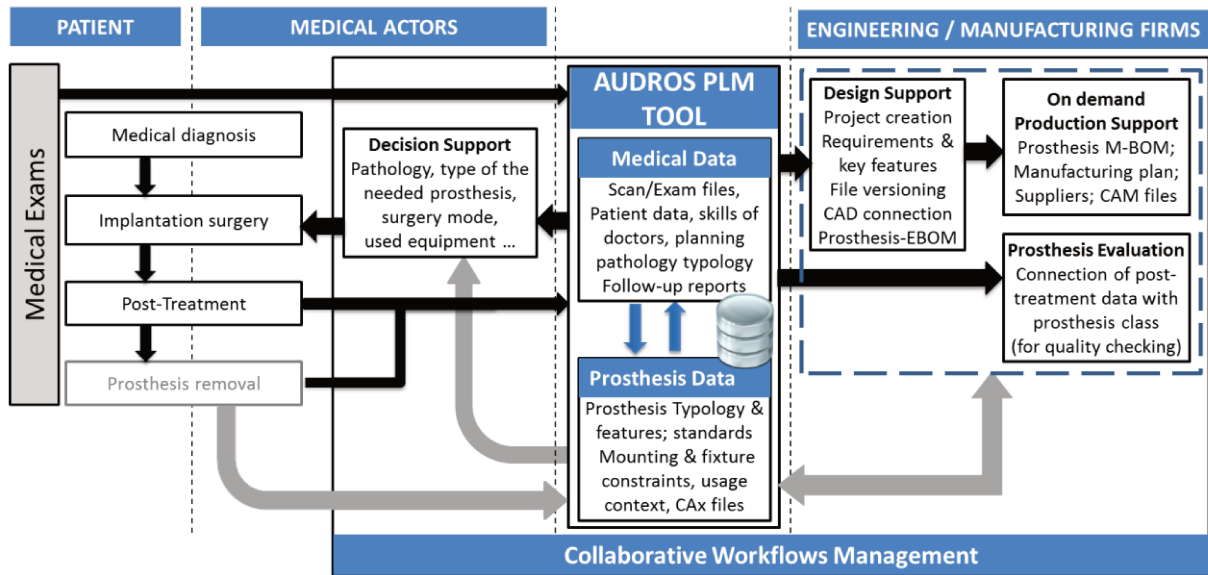 PATIENT
MEDICAL ACTORS
ENGINEERING / MANUFACTURING FIRMS
Medical Exams
Medical diagnosis
Implantation surgery
Post-Treatment
Prosthesis removal
Decision Support
Pathology, type of the
needed prosthesis,
surgery mode,
used equipment ...
AUDROS PLM
TOOL
Medical Data
Scan/Exam files,
Patient data, skills of
doctors, planning
pathology typology
Follow-up reports
Prosthesis Data
Prosthesis Typology &
features; standards
Mounting & fixture
constraints, usage
context, CAx files
Design Support
Project creation
Requirements &
key features
File versioning
CAD connection
Prosthesis-EBOM
On demand
Production Support
Prosthesis M-BOM;
Manufacturing plan;
Suppliers; CAM files
Prosthesis Evaluation
Connection of post-
treatment data with
prosthesis class
(for quality checking)
Collaborative Workflows Management